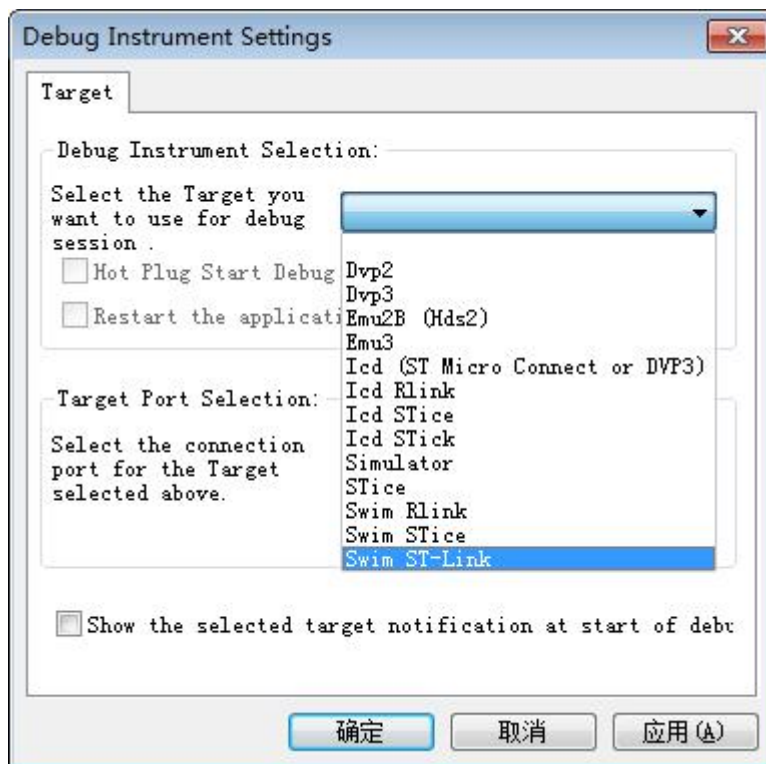 Debug Instrument Settings
Target
Debug Instrument Selection:
Select the Target you
want to use for debug
session .
Hot Plug Start Debug
Restart the applicati
Dvp2
Dvp3
Emu2B (Hds2)
Emu3
Icd (ST Micro Connect or DVP3)
Icd Rlink
Icd STice
Icd STick
Simulator
STice
Swim Rlink
Swim STice
Swim ST-Link
Target Port Selection:
Select the connection
port for the Target
selected above.
Show the selected target notification at start of debu
确定
取消
应用(A)